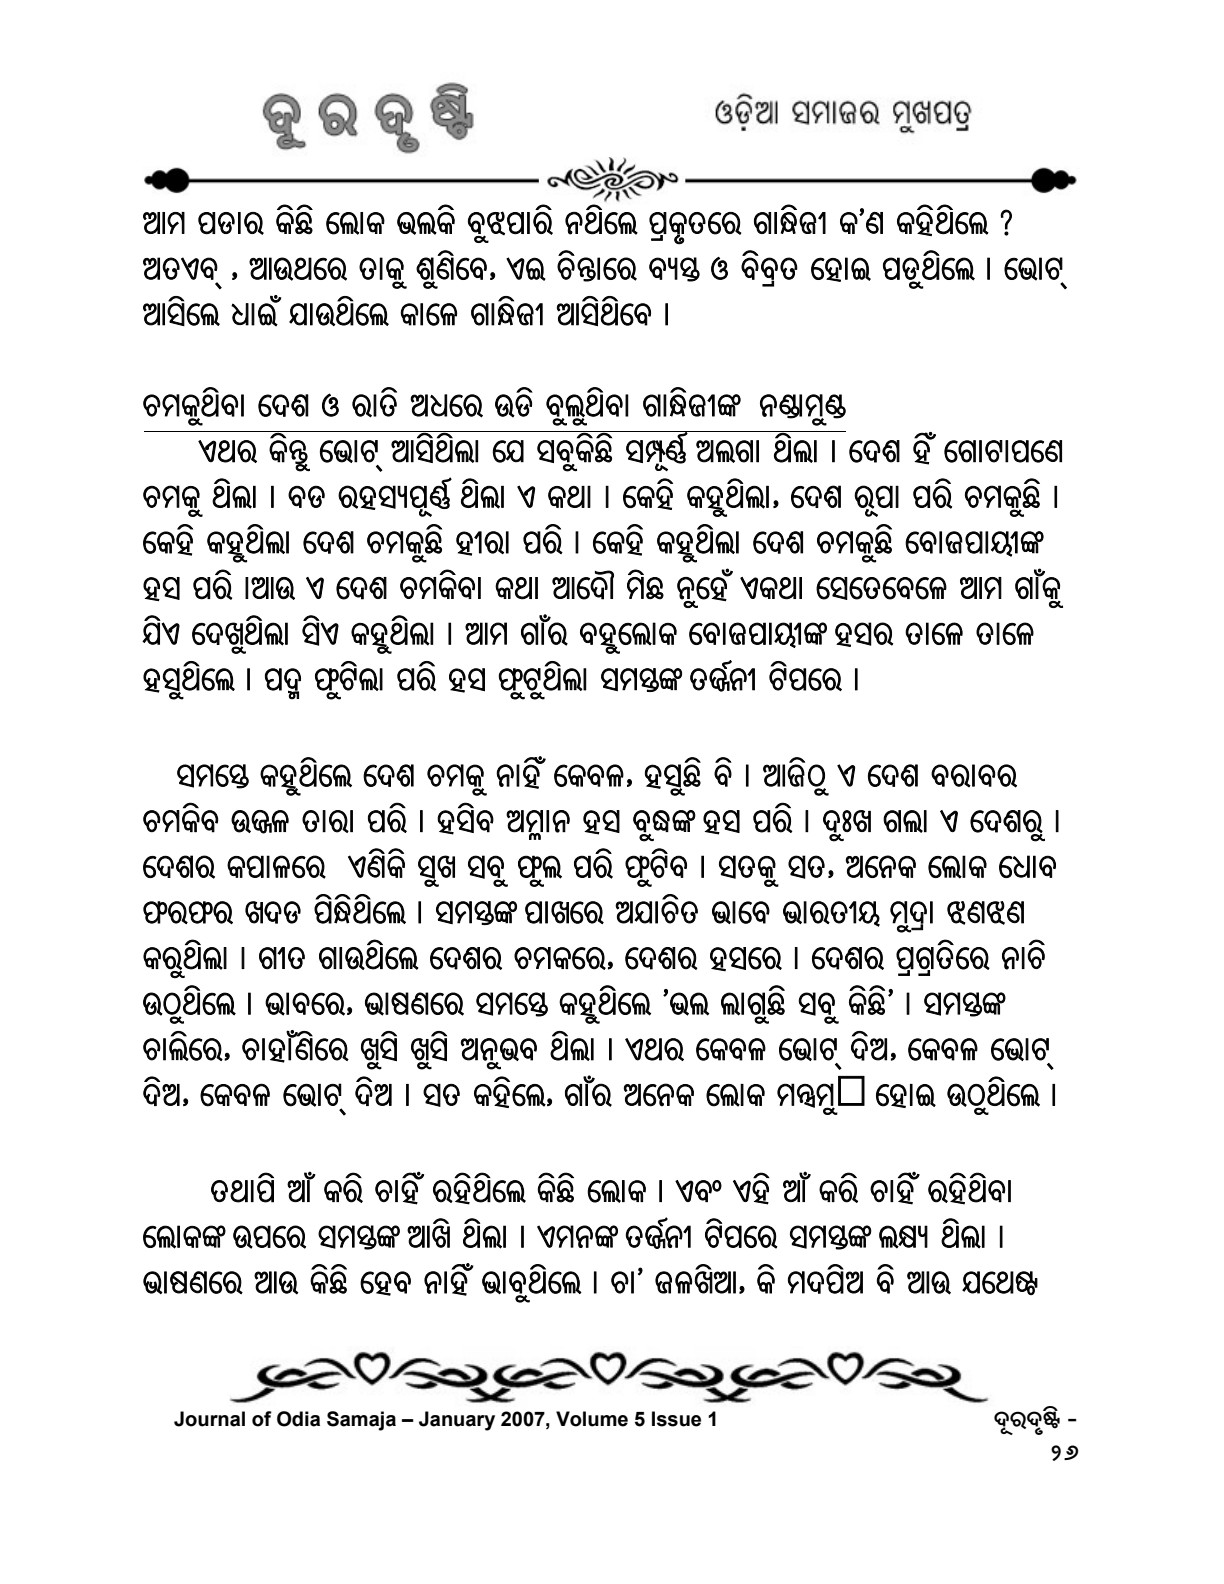 ଦୂରଦୃଷ୍ଟି
ଓଡ଼ିଆ ସମାଜର ମୁଖପତ୍ର
ଆମ ପଡାର କିଛି ଲୋକ ଭଲକି ବୁଝପାରି ନଥିଲେ ପ୍ରକୃତରେ ଗାନ୍ଧିଜୀ କ'ଣ କହିଥିଲେ ?
ଅତଏବ୍ , ଆଉଥରେ ତାକୁ ଶୁଣିବେ, ଏଇ ଚିନ୍ତାରେ ବ୍ୟସ୍ତ ଓ ବିବ୍ରତ ହୋଇ ପଡୁଥିଲେ । ଭୋଟ୍
ଆସିଲେ ଧାଇଁ ଯାଉଥିଲେ କାଳେ ଗାନ୍ଧିଜୀ ଆସିଥିବେ ।
ଚମକୁଥିବା ଦେଶ ଓ ରାତି ଅଧରେ ଉଡି ବୁଲୁଥିବା ଗାନ୍ଧିଜୀଙ୍କ ନଣ୍ଡାମୁଣ୍ଡ
ଏଥର କିନ୍ତୁ ଭୋଟ୍ ଆସିଥିଲା ଯେ ସବୁକିଛି ସମ୍ପୂର୍ଣ୍ଣ ଅଲଗା ଥିଲା । ଦେଶ ହିଁ ଗୋଟାପଣେ
ଚମକୁ ଥିଲା । ବଡ ରହସ୍ୟପୂର୍ଣ୍ଣ ଥିଲା ଏ କଥା । କେହି କହୁଥିଲା, ଦେଶ ରୂପା ପରି ଚମକୁଛି ।
କେହି କହୁଥିଲା ଦେଶ ଚମକୁଛି ହୀରା ପରି । କେହି କହୁଥିଲା ଦେଶ ଚମକୁଛି ବୋଜପାୟୀଙ୍କ
ହସ ପରି ।ଆଉ ଏ ଦେଶ ଚମକିବା କଥା ଆଦୌ ମିଛ ନୁହେଁ ଏକଥା ସେତେବେଳେ ଆମ ଗାଁକୁ
ଯିଏ ଦେଖୁଥିଲା ସିଏ କହୁଥିଲା । ଆମ ଗାଁର ବହୁଲୋକ ବୋଜପାୟୀଙ୍କ ହସର ତାଳେ ତାଳେ
ହସୁଥିଲେ । ପଦ୍ମ ଫୁଟିଲା ପରି ହସ ଫୁଟୁଥିଲା ସମସ୍ତଙ୍କ ତର୍ଜ୍ଜନୀ ଟିପରେ ।
ସମସ୍ତେ କହୁଥିଲେ ଦେଶ ଚମକୁ ନାହିଁ କେବଳ, ହସୁଛି ବି । ଆଜିଠୁ ଏ ଦେଶ ବରାବର
ଚମକିବ ଉଜ୍ଜଳ ତାରା ପରି । ହସିବ ଅମ୍ଳାନ ହସ ବୁଦ୍ଧଙ୍କ ହସ ପରି । ଦୁଃଖ ଗଲା ଏ ଦେଶରୁ ।
ଦେଶର କପାଳରେ ଏଣିକି ସୁଖ ସବୁ ଫୁଲ ପରି ଫୁଟିବ । ସତକୁ ସତ, ଅନେକ ଲୋକ ଧୋବ
ଫରଫର ଖଦଡ ପିନ୍ଧିଥିଲେ । ସମସ୍ତଙ୍କ ପାଖରେ ଅଯାଚିତ ଭାବେ ଭାରତୀୟ ମୁଦ୍ରା ଝଣଝଣ
କରୁଥିଲା । ଗୀତ ଗାଉଥିଲେ ଦେଶର ଚମକରେ, ଦେଶର ହସରେ । ଦେଶର ପ୍ରଗ୍ରତିରେ ନାଚି
ଉଠୁଥିଲେ । ଭାବରେ, ଭାଷଣରେ ସମସ୍ତେ କହୁଥିଲେ 'ଭଲ ଲାଗୁଛି ସବୁ କିଛି' । ସମସ୍ତଙ୍କ
ଚାଲିରେ, ଚାହାଁଣିରେ ଖୁସି ଖୁସି ଅନୁଭବ ଥିଲା । ଏଥର କେବଳ ଭୋଟ୍ ଦିଅ, କେବଳ ଭୋଟ୍
ଦିଅ, କେବଳ ଭୋଟ୍ ଦିଅ । ସତ କହିଲେ, ଗାଁର ଅନେକ ଲୋକ ମନ୍ତ୍ରମୁ□ ହୋଇ ଉଠୁଥିଲେ ।
ତଥାପି ଆଁ କରି ଚାହିଁ ରହିଥିଲେ କିଛି ଲୋକ । ଏବଂ ଏହି ଆଁ କରି ଚାହିଁ ରହିଥିବା
ଲୋକଙ୍କ ଉପରେ ସମସ୍ତଙ୍କ ଆଖି ଥିଲା । ଏମନଙ୍କ ତର୍ଜ୍ଜନୀ ଟିପରେ ସମସ୍ତଙ୍କ ଲକ୍ଷ୍ୟ ଥିଲା ।
ଭାଷଣରେ ଆଉ କିଛି ହେବ ନାହିଁ ଭାବୁଥିଲେ । ଚା' ଜଳଖିଆ, କି ମଦପିଅ ବି ଆଉ ଯଥେଷ୍ଟ
Journal of Odia Samaja – January 2007, Volume 5 Issue 1
ଦୂରଦୃଷ୍ଟି -
୨୬